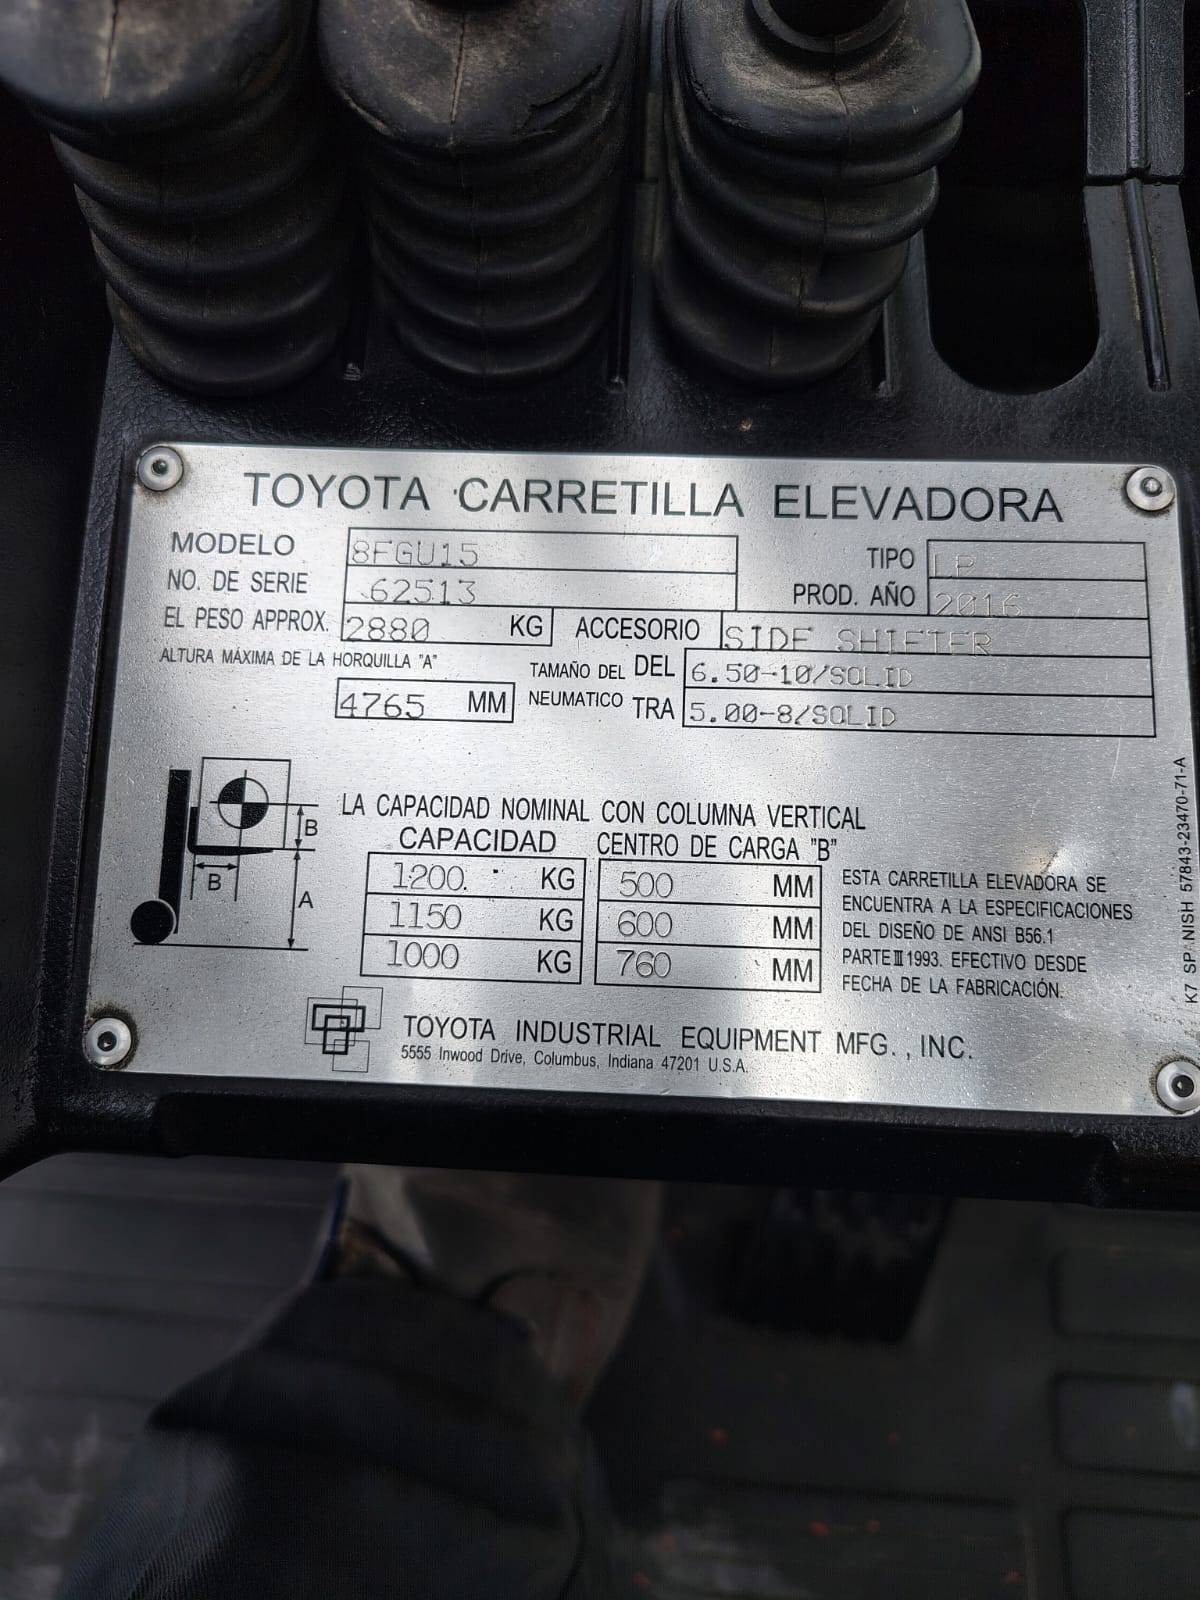 TOYOTA CARRETILLA ELEVADORA
MODELO 8FGU15 TIPO LP
NO. DE SERIE 62513 PROD. AÑO 2016
EL PESO APPROX. 2880 KG ACCESORIO SIDE SHIFTER
ALTURA MÁXIMA DE LA HORQUILLA "A" 4765 MM
TAMAÑO DEL NEUMATICO DEL 6.50-10/SOLID
TRA 5.00-8/SOLID
B
B
A
LA CAPACIDAD NOMINAL CON COLUMNA VERTICAL
CAPACIDAD CENTRO DE CARGA "B"
1200 KG 500 MM
1150 KG 600 MM
1000 KG 760 MM
ESTA CARRETILLA ELEVADORA SE
ENCUENTRA A LA ESPECIFICACIONES
DEL DISEÑO DE ANSI B56.1
PARTE III 1993. EFECTIVO DESDE
FECHA DE LA FABRICACIÓN.
TOYOTA INDUSTRIAL EQUIPMENT MFG., INC.
5555 Inwood Drive, Columbus, Indiana 47201 U.S.A.
K7 SPANISH 57843-23470-71-A